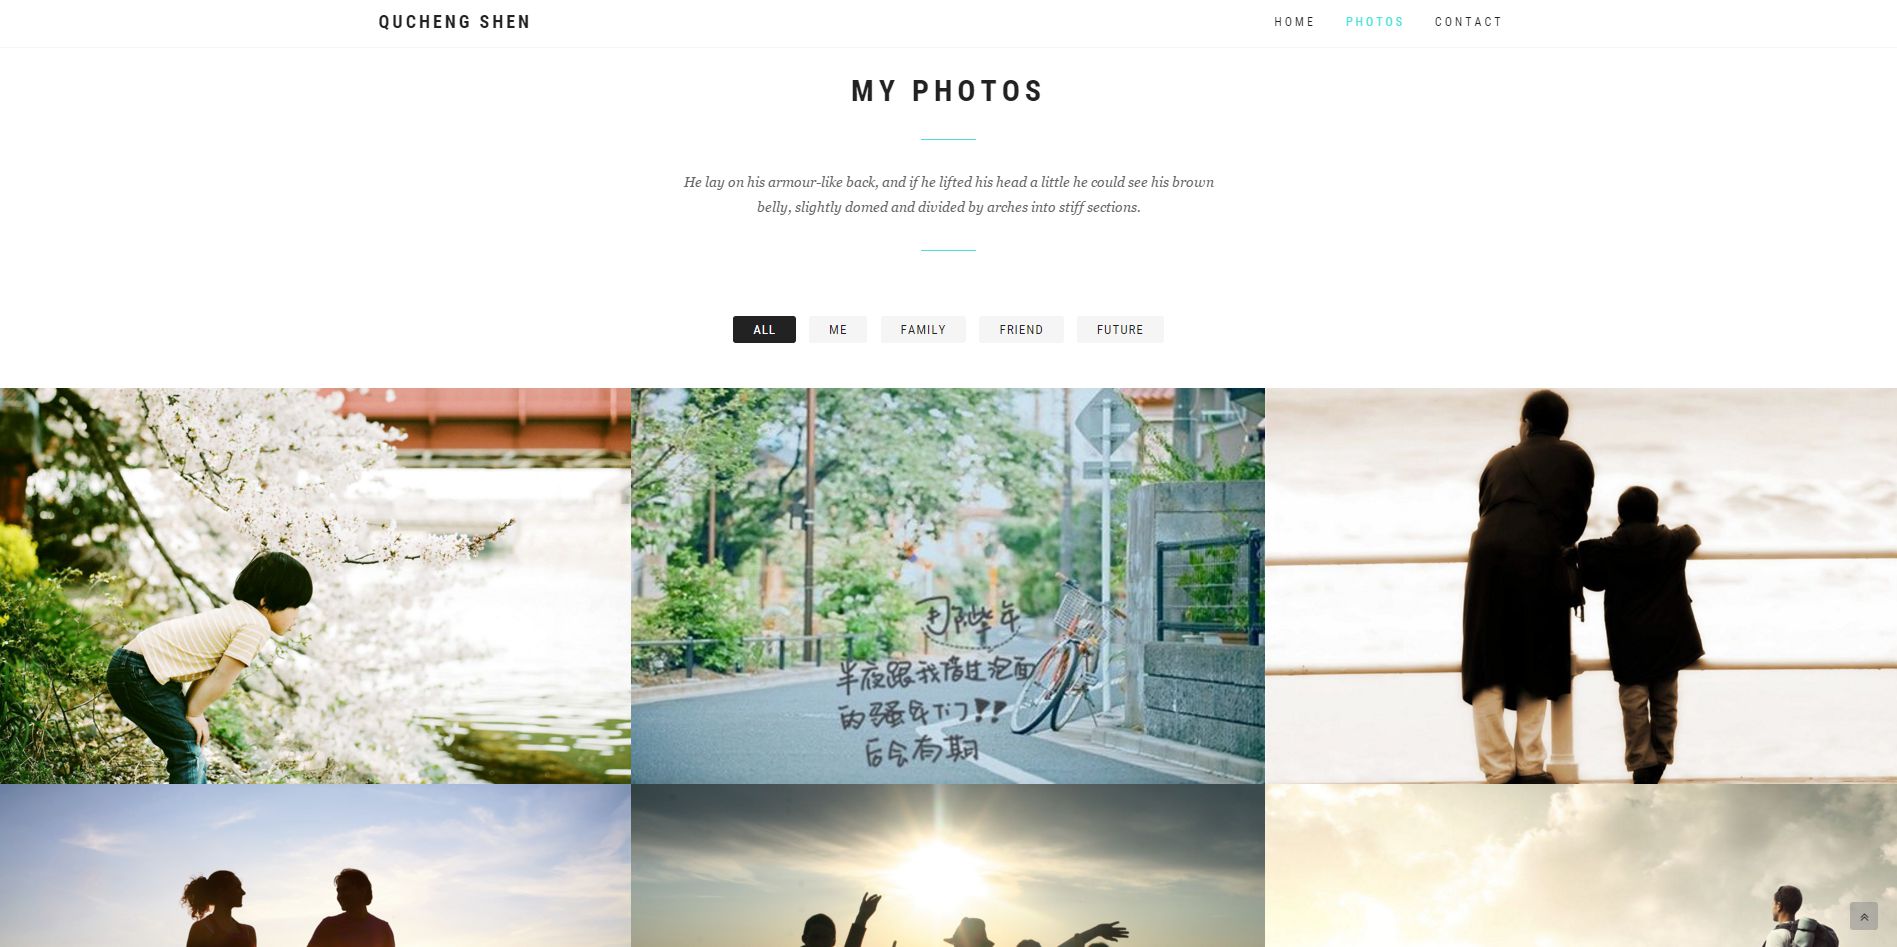 QUCHENG SHEN
HOME PHOTOS CONTACT
MY PHOTOS
He lay on his armour-like back, and if he lifted his head a little he could see his brown
belly, slightly domed and divided by arches into stiff sections.
ALL ME FAMILY FRIEND FUTURE
那些年
半夜跟我借过泡面
的骚年们!!
后会有期